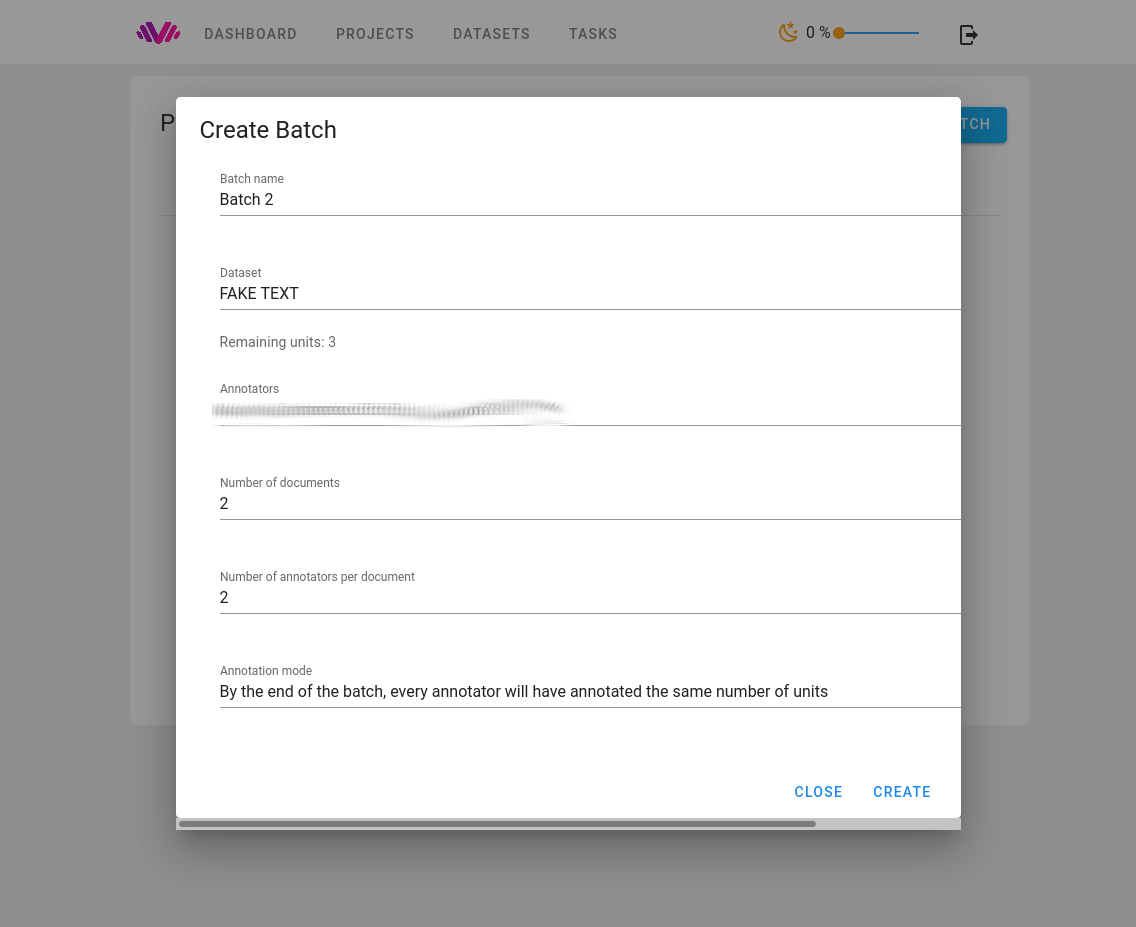 DASHBOARD PROJECTS DATASETS TASKS 0 %
P
TCH
Create Batch
Batch name
Batch 2
Dataset
FAKE TEXT
Remaining units: 3
Annotators
Number of documents
2
Number of annotators per document
2
Annotation mode
By the end of the batch, every annotator will have annotated the same number of units
CLOSE CREATE